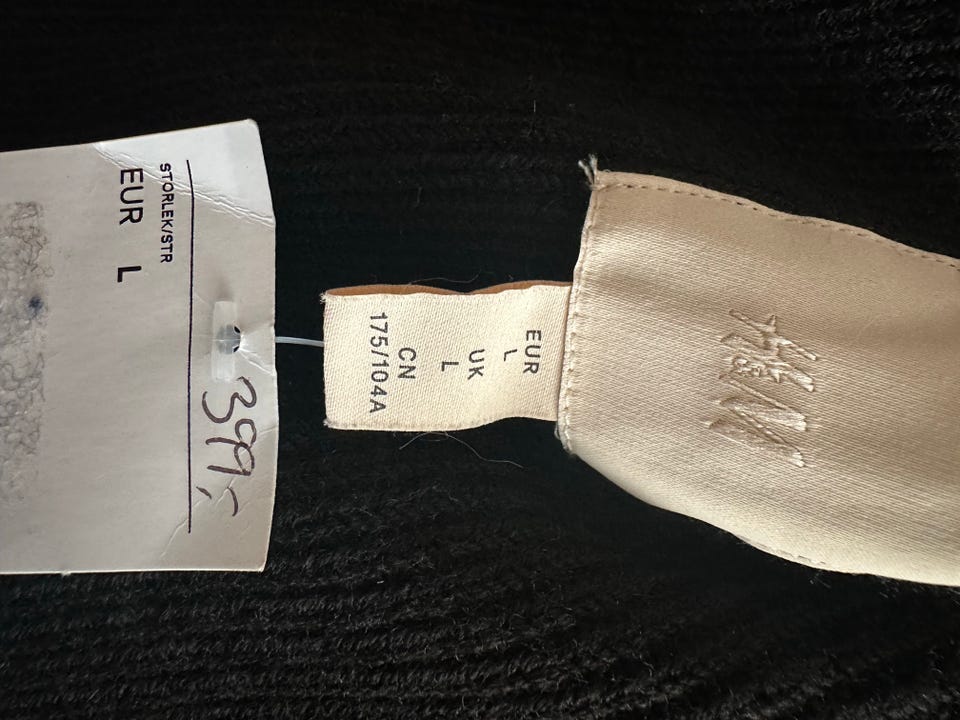 STORLEK/STR
EUR L
399,-
EUR
L
UK
L
CN
175/104A
H&M